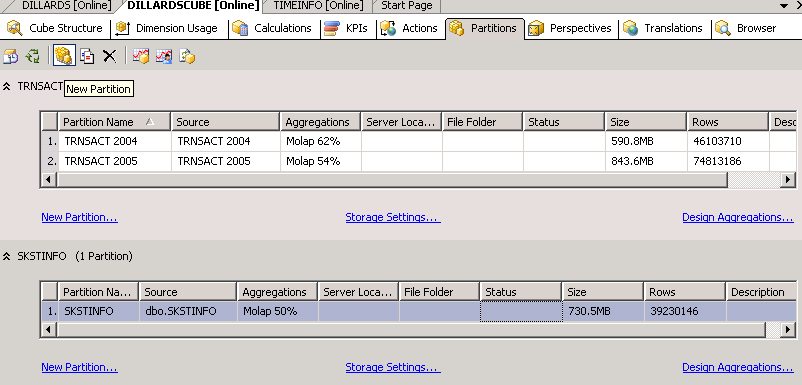 DILLARDS [Online] DILLARDSCUBE [Online] TIMEINFO [Online] Start Page
Cube Structure Dimension Usage Calculations KPIs Actions Partitions Perspectives Translations Browser
TRNSACT New Partition
Partition Name Source Aggregations Server Loca... File Folder Status Size Rows Desc
1. TRNSACT 2004 TRNSACT 2004 Molap 62% 590.8MB 46103710
2. TRNSACT 2005 TRNSACT 2005 Molap 54% 843.6MB 74813186
New Partition... Storage Settings... Design Aggregations...
SKSTINFO (1 Partition)
Partition Na... Source Aggregations Server Loca... File Folder Status Size Rows Description
1. SKSTINFO dbo.SKSTINFO Molap 50% 730.5MB 39230146
New Partition... Storage Settings... Design Aggregations...